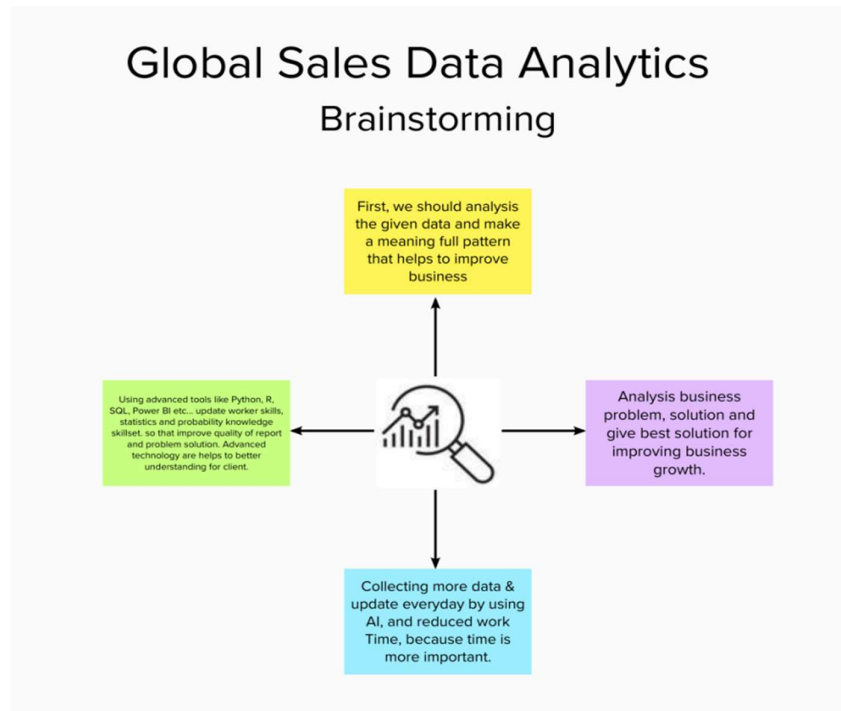 Global Sales Data Analytics
Brainstorming
First, we should analysis
the given data and make
a meaning full pattern
that helps to improve
business
Using advanced tools like Python, R,
SQL, Power BI etc... update worker skills,
statistics and probability knowledge
skillset. so that improve quality of report
and problem solution. Advanced
technology are helps to better
understanding for client.
Analysis business
problem, solution and
give best solution for
improving business
growth.
Collecting more data &
update everyday by using
AI, and reduced work
Time, because time is
more important.